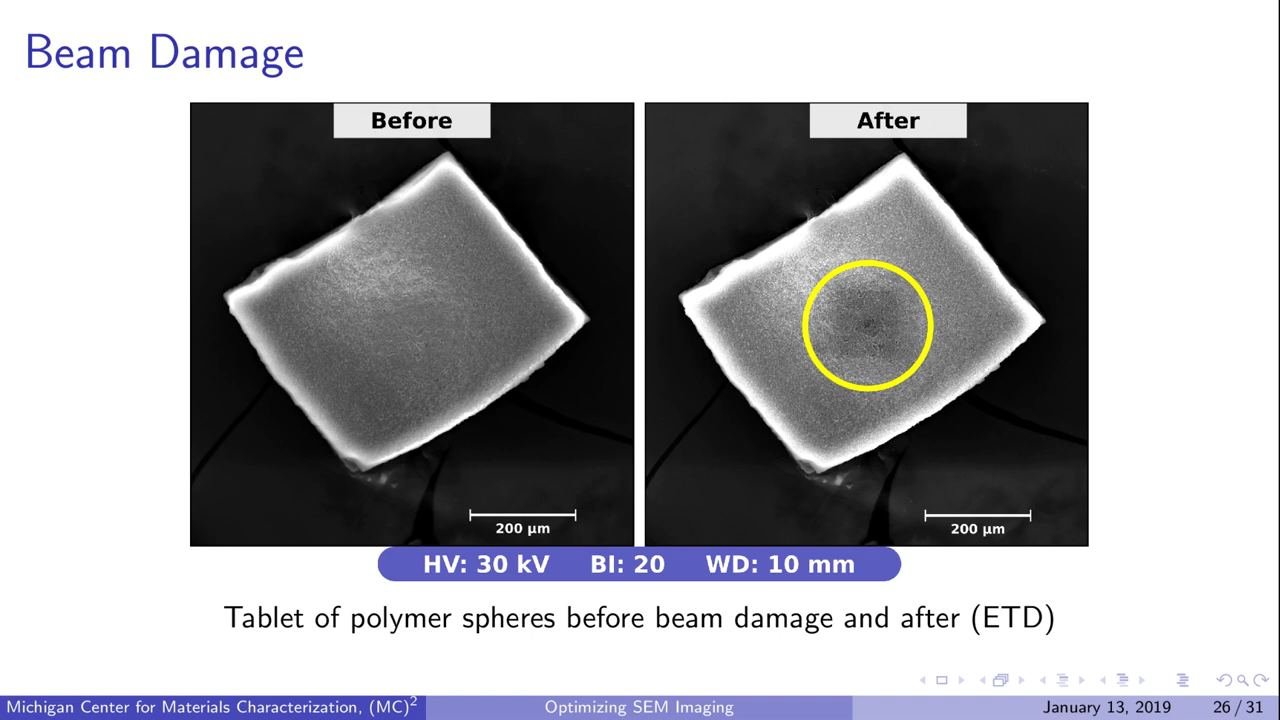 Beam Damage
Before
After
200 µm
200 µm
HV: 30 kV BI: 20 WD: 10 mm
Tablet of polymer spheres before beam damage and after (ETD)
Michigan Center for Materials Characterization, (MC)² Optimizing SEM Imaging January 13, 2019 26 / 31